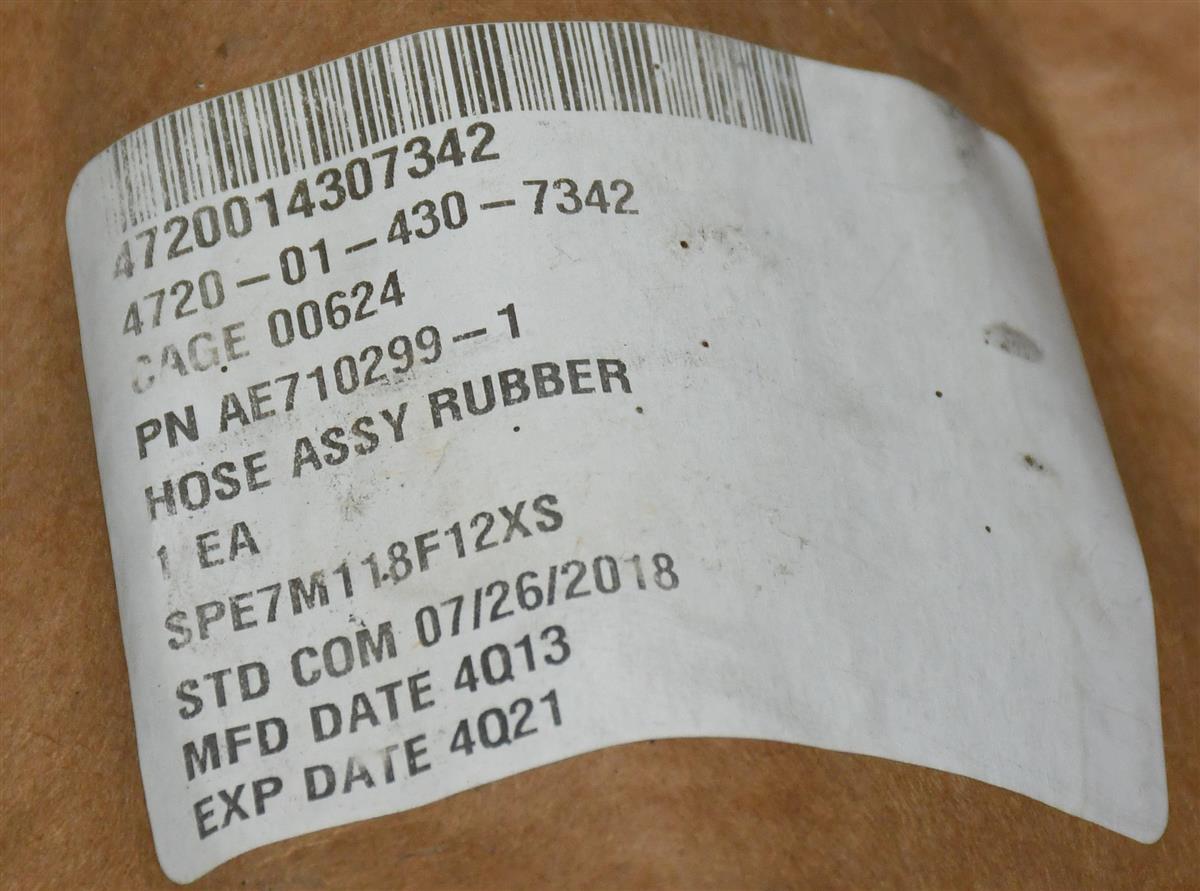 4720014307342
4720-01-430-7342
CAGE 00624
PN AE710299-1
HOSE ASSY RUBBER
1 EA
SPE7M118F12XS
STD COM 07/26/2018
MFD DATE 4Q13
EXP DATE 4Q21